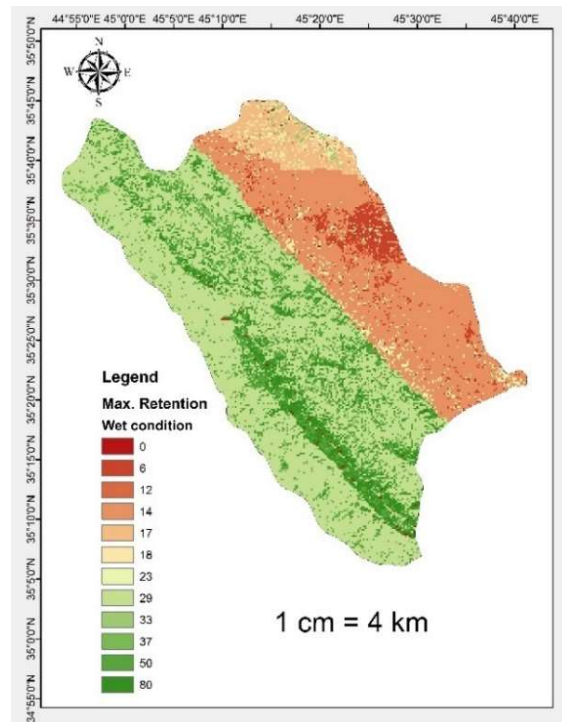 44°55'0"E 45°0'0"E 45°10'0"E 45°20'0"E 45°30'0"E 45°40'0"E
N
W E
S
35°50'0"N
35°45'0"N
35°40'0"N
35°35'0"N
35°30'0"N
35°25'0"N
35°20'0"N
35°15'0"N
35°10'0"N
35°5'0"N
35°0'0"N
34°55'0"N
Legend
Max. Retention
Wet condition
0
6
12
14
17
18
23
29
33
37
50
80
1 cm = 4 km